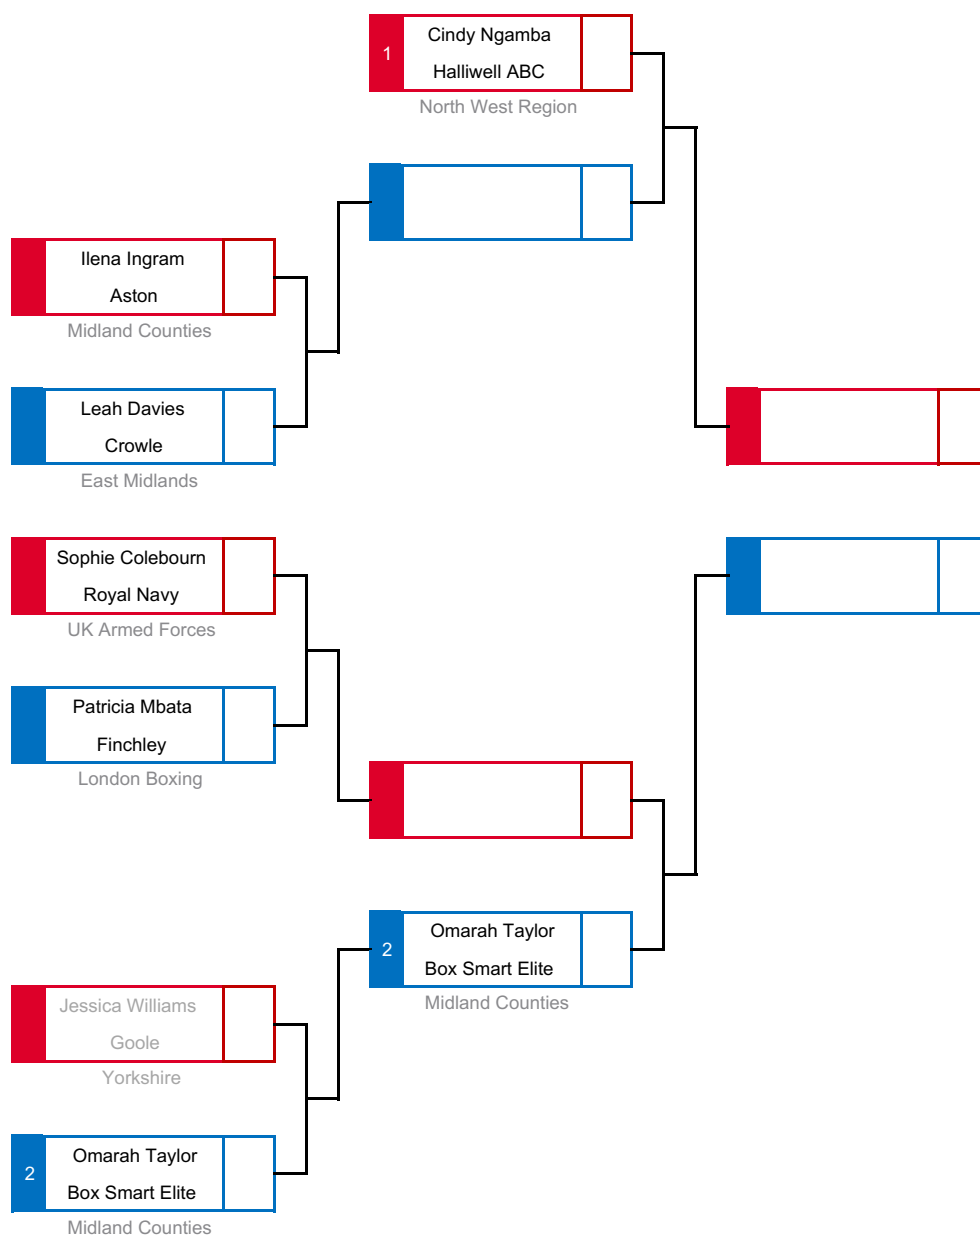 1
Cindy Ngamba
Halliwell ABC
North West Region
Ilena Ingram
Aston
Midland Counties
Leah Davies
Crowle
East Midlands
Sophie Colebourn
Royal Navy
UK Armed Forces
Patricia Mbata
Finchley
London Boxing
2
Omarah Taylor
Box Smart Elite
Midland Counties
Jessica Williams
Goole
Yorkshire
2
Omarah Taylor
Box Smart Elite
Midland Counties